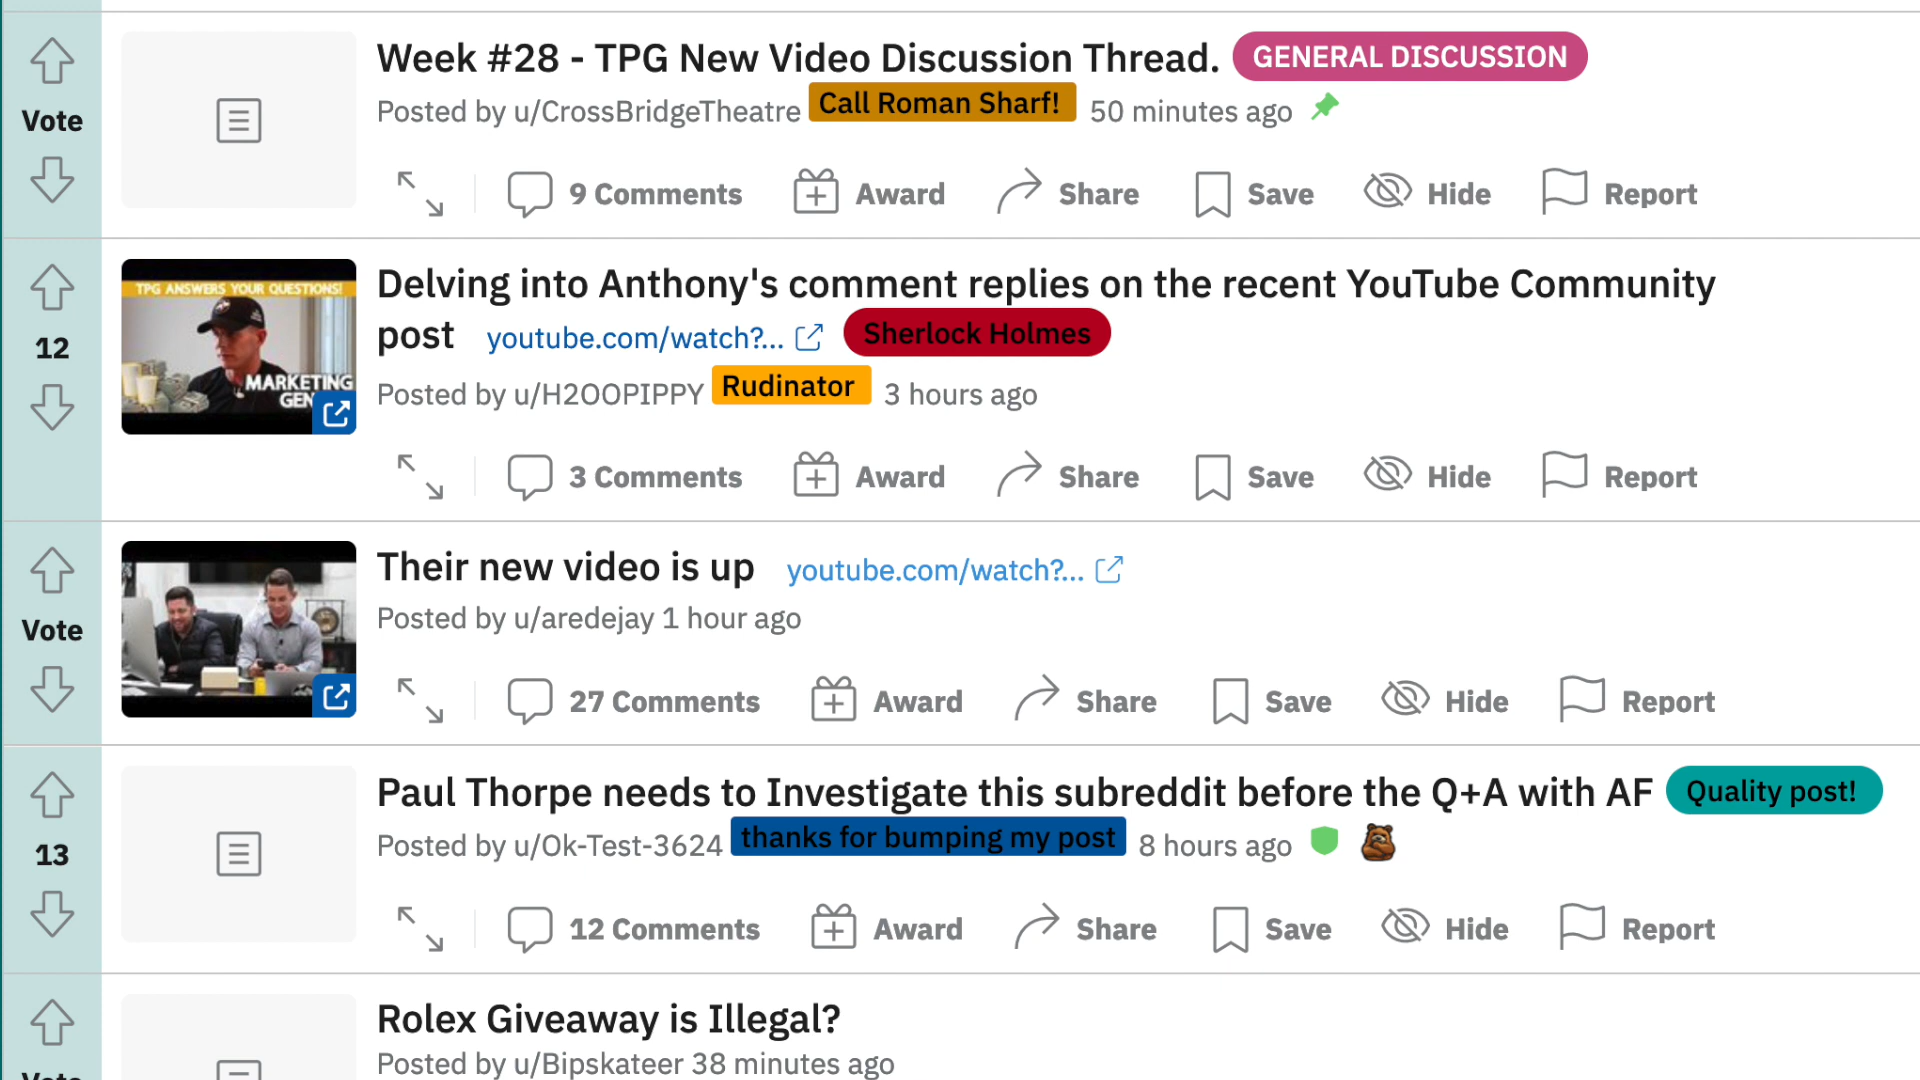 Week #28 - TPG New Video Discussion Thread. GENERAL DISCUSSION
Vote
Posted by u/CrossBridgeTheatre Call Roman Sharf! 50 minutes ago
9 Comments Award Share Save Hide Report
TPG ANSWERS YOUR QUESTIONS!
MARKETING
GEN
Delving into Anthony's comment replies on the recent YouTube Community
post youtube.com/watch?... Sherlock Holmes
12
Posted by u/H2OOPIPPY Rudinator 3 hours ago
3 Comments Award Share Save Hide Report
Their new video is up youtube.com/watch?...
Vote
Posted by u/aredejay 1 hour ago
27 Comments Award Share Save Hide Report
Paul Thorpe needs to Investigate this subreddit before the Q+A with AF Quality post!
13
Posted by u/Ok-Test-3624 thanks for bumping my post 8 hours ago
12 Comments Award Share Save Hide Report
Rolex Giveaway is Illegal?
Posted by u/Bipskateer 38 minutes ago
Vote